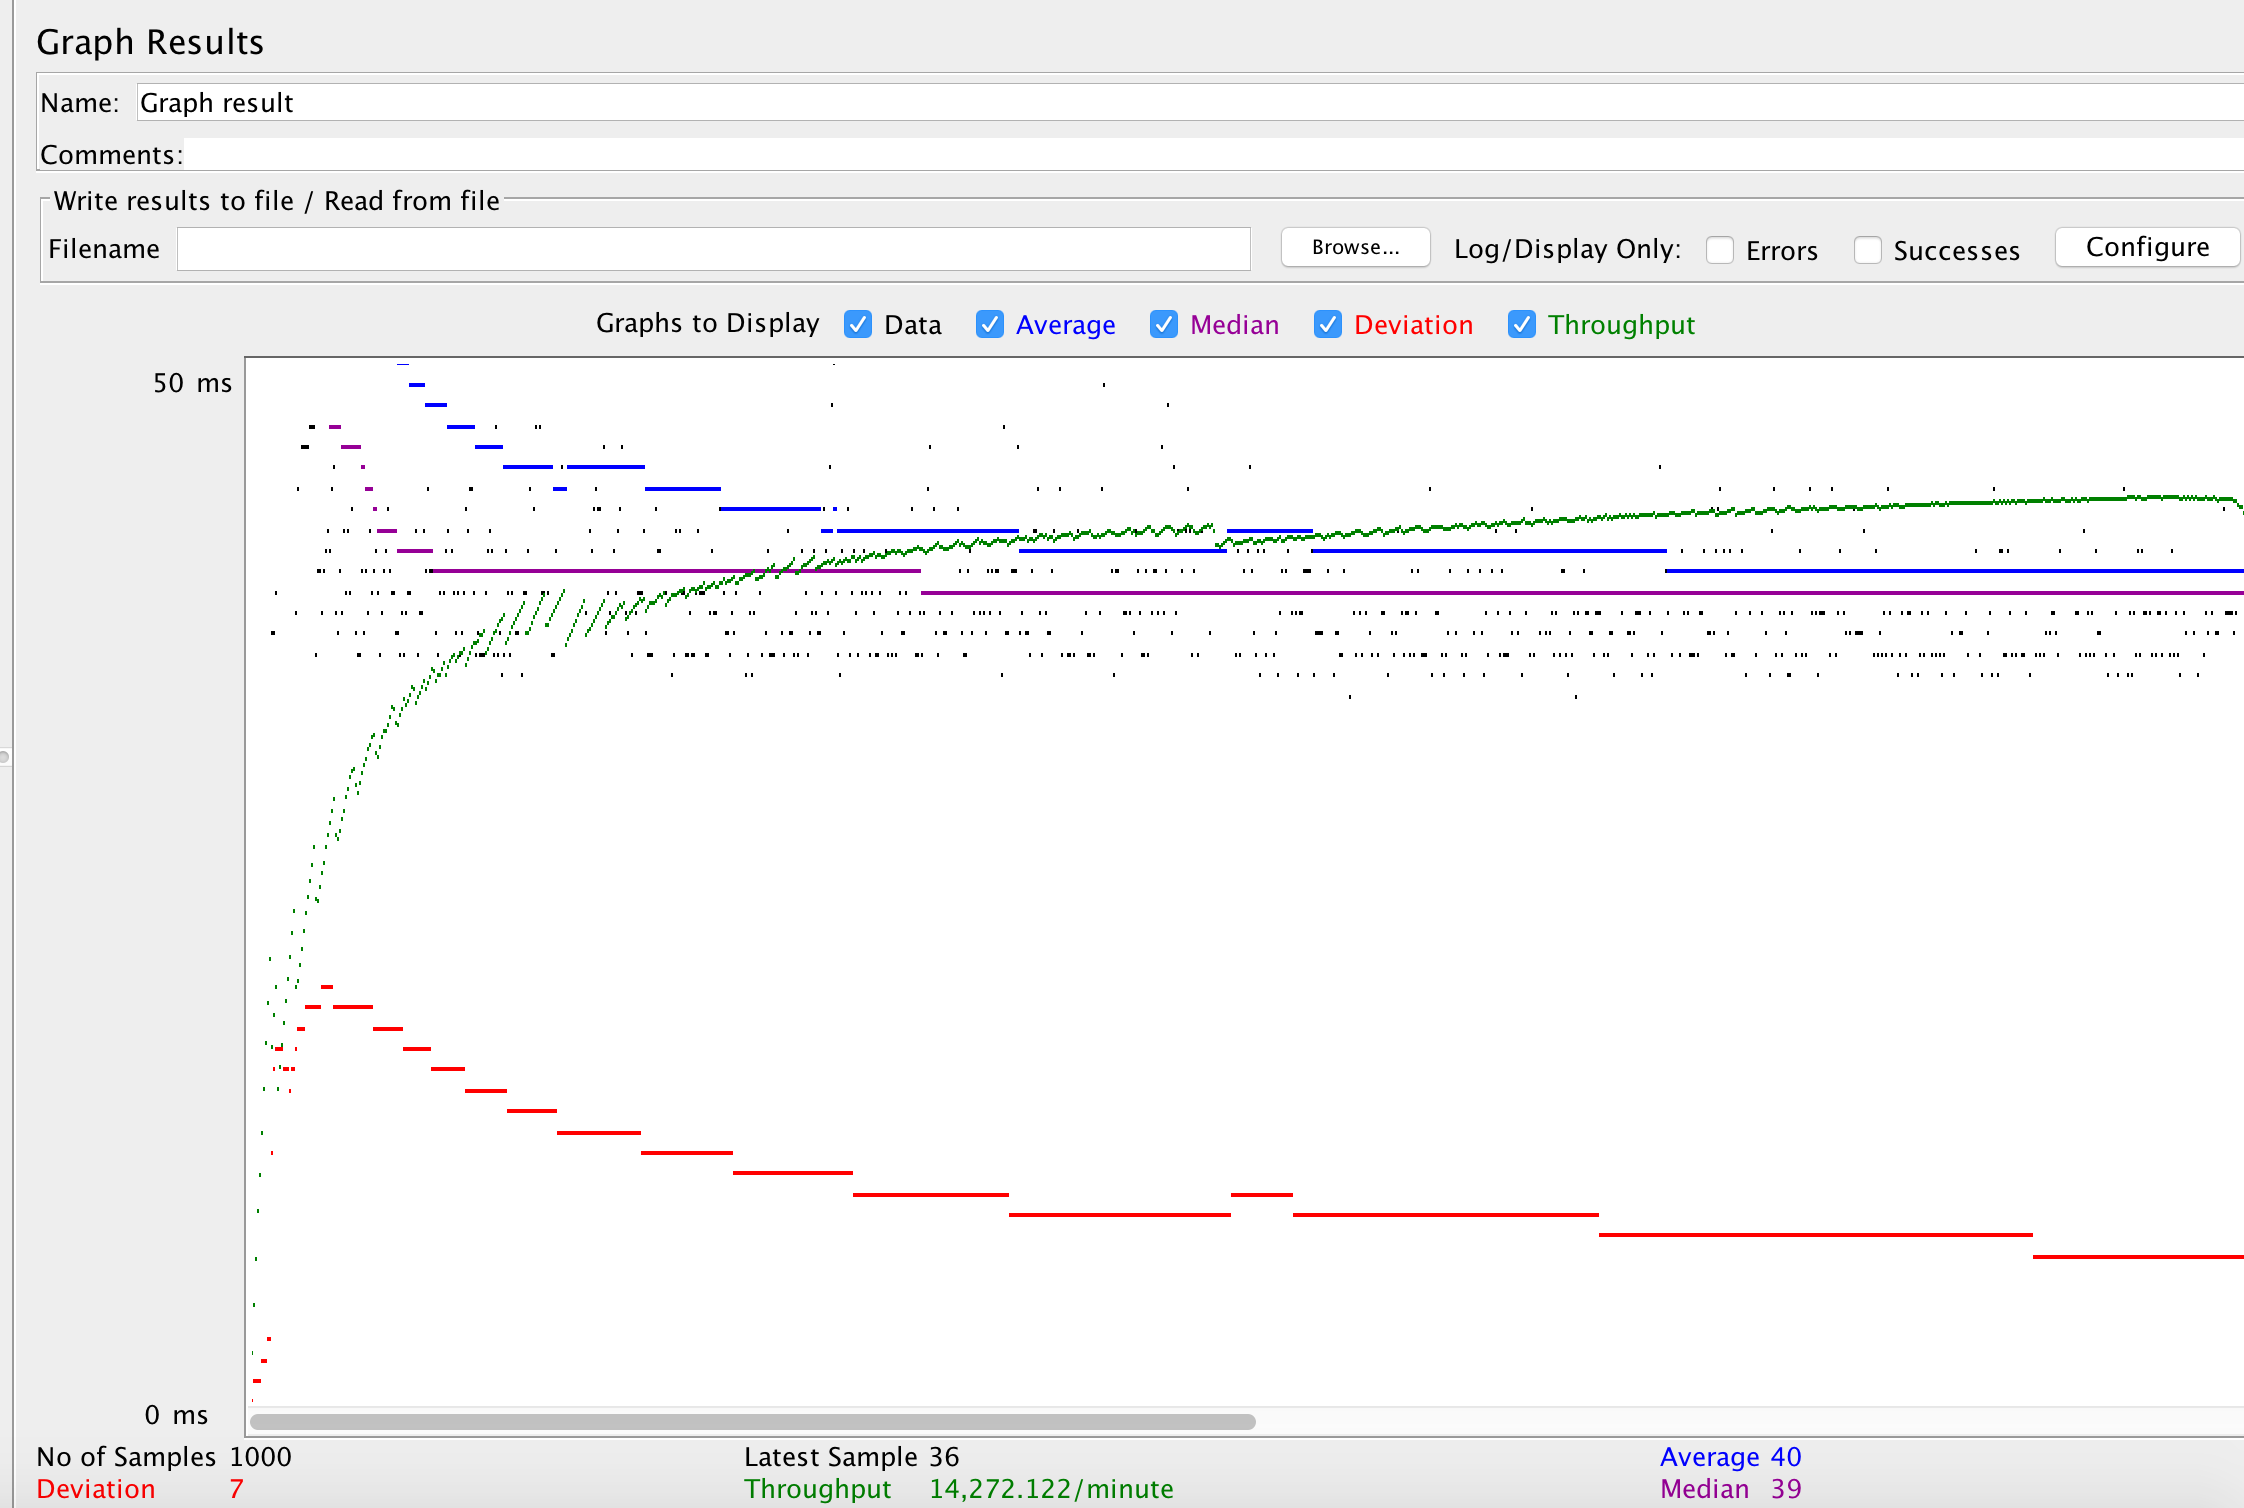 Graph Results
Name: Graph result
Comments:
Write results to file / Read from file
Filename Browse... Log/Display Only: Errors Successes Configure
Graphs to Display Data Average Median Deviation Throughput
50 ms
0 ms
No of Samples 1000 Latest Sample 36 Average 40
Deviation 7 Throughput 14,272.122/minute Median 39